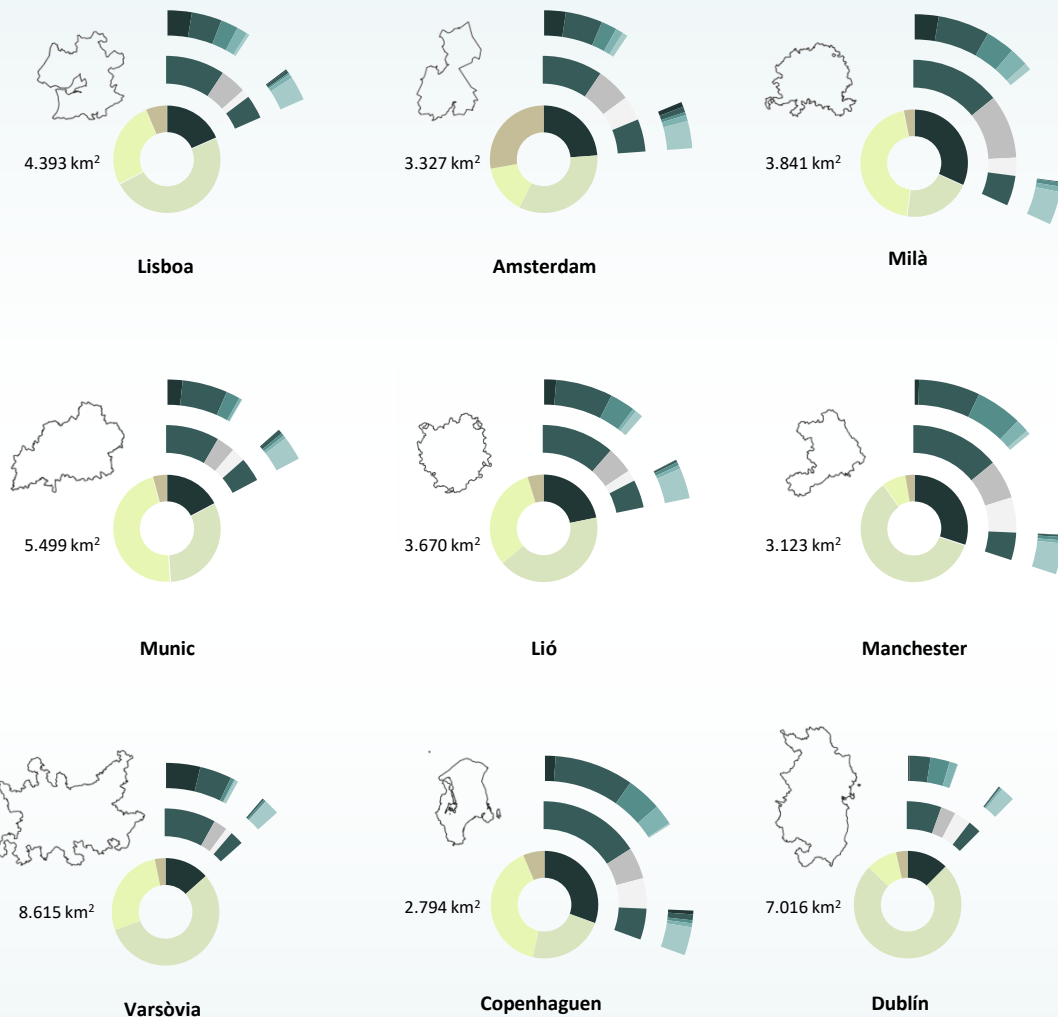 4.393 km²
3.327 km²
3.841 km²
Lisboa
Amsterdam
Milà
5.499 km²
3.670 km²
3.123 km²
Munic
Lió
Manchester
8.615 km²
2.794 km²
7.016 km²
Varsòvia
Copenhaguen
Dublín